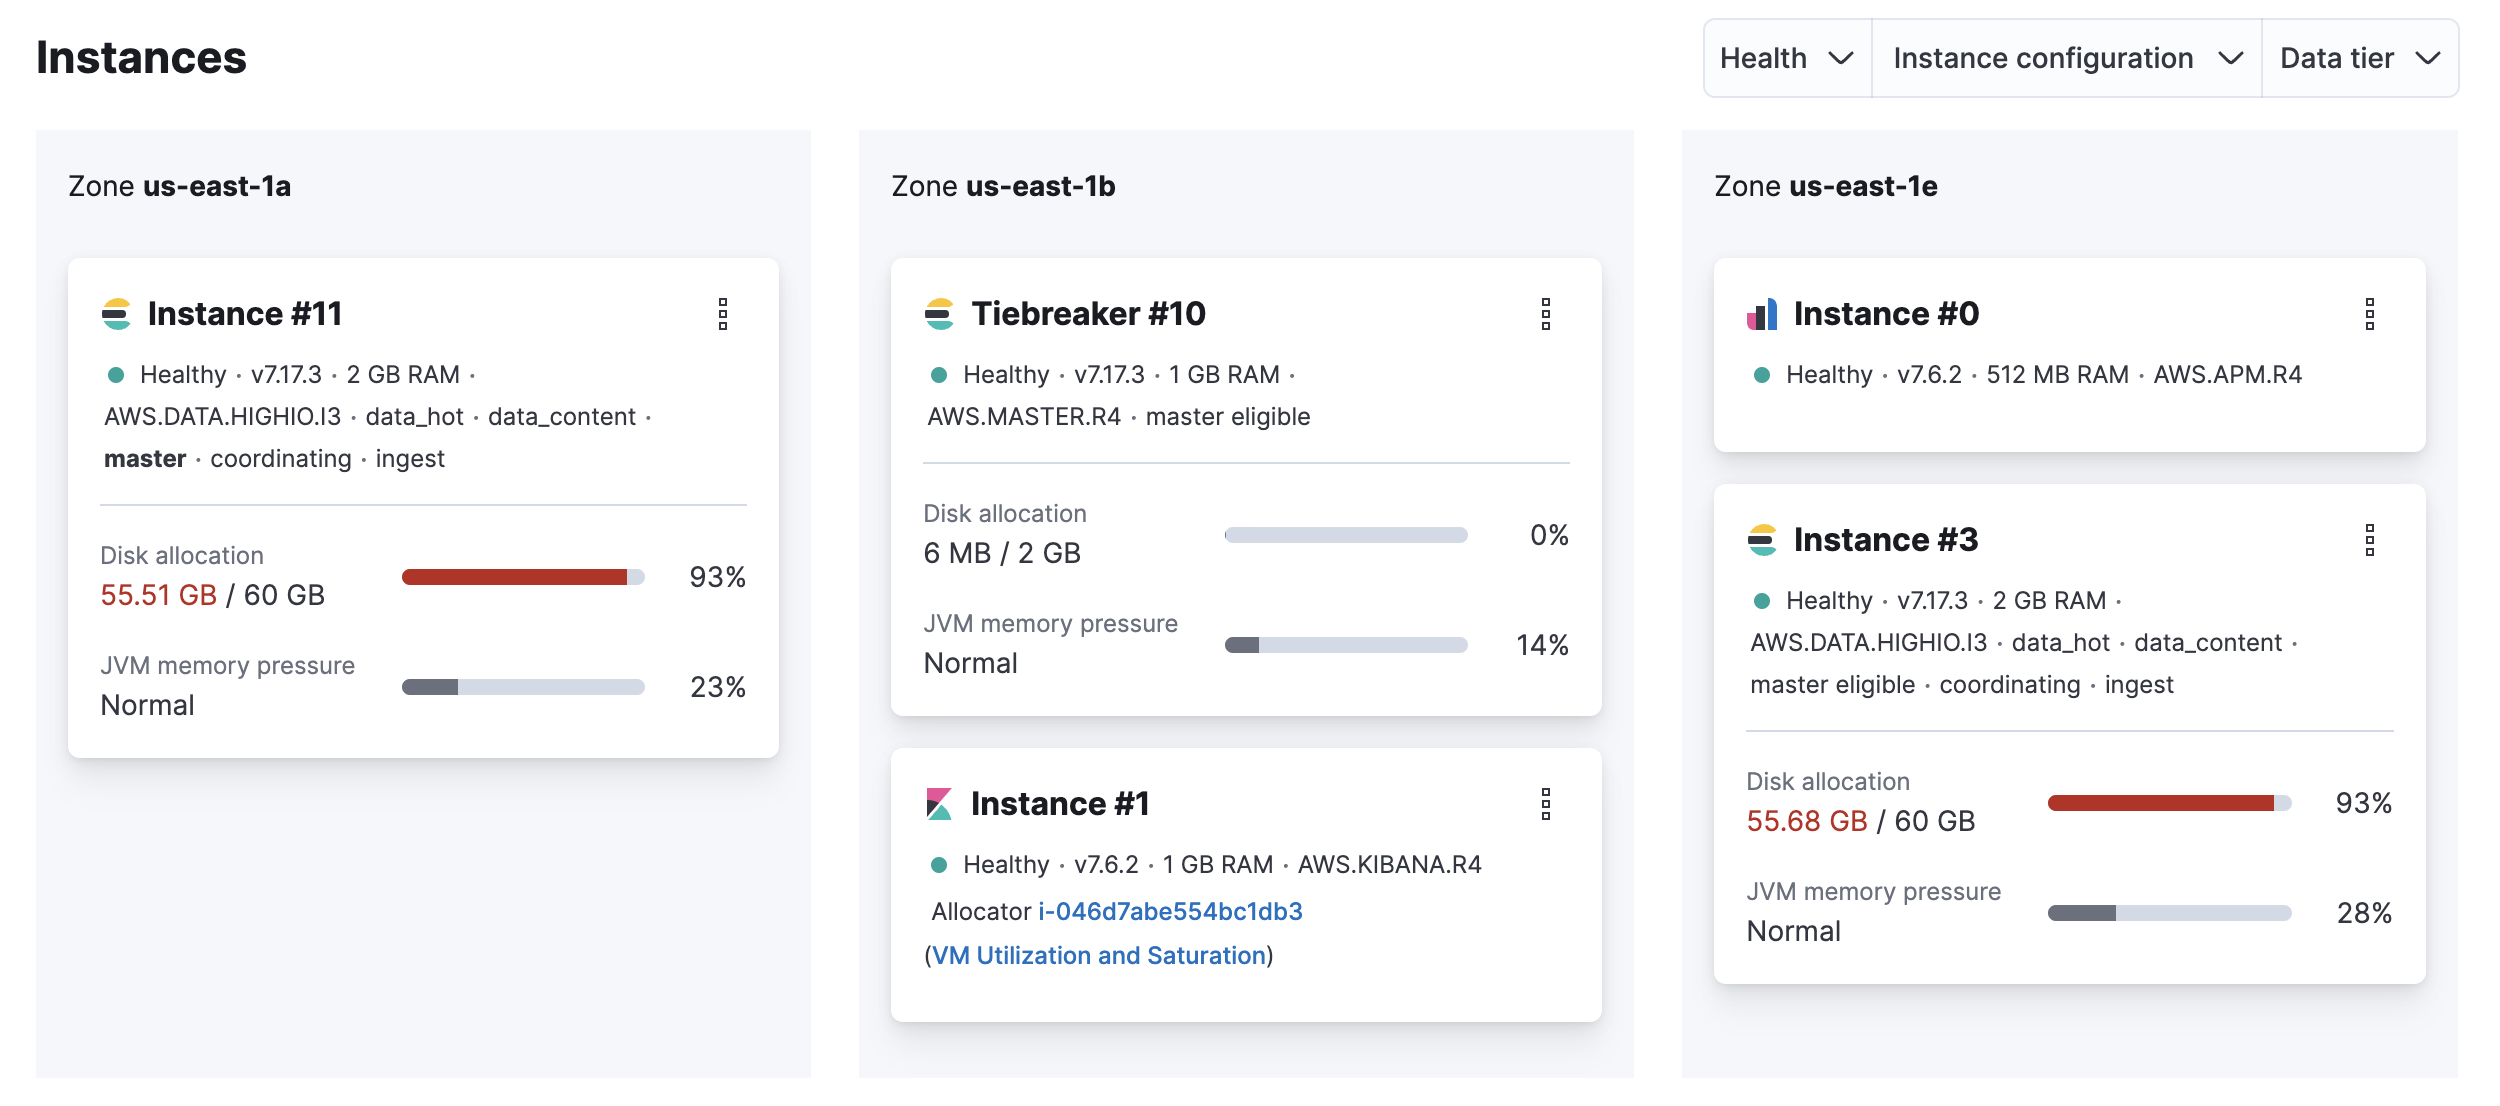 Instances
Health
Instance configuration
Data tier
Zone us-east-1a
Instance #11
Healthy · v7.17.3 · 2 GB RAM ·
AWS.DATA.HIGHIO.I3 · data_hot · data_content ·
master · coordinating · ingest
Disk allocation
55.51 GB / 60 GB
93%
JVM memory pressure
Normal
23%
Zone us-east-1b
Tiebreaker #10
Healthy · v7.17.3 · 1 GB RAM ·
AWS.MASTER.R4 · master eligible
Disk allocation
6 MB / 2 GB
0%
JVM memory pressure
Normal
14%
Instance #1
Healthy · v7.6.2 · 1 GB RAM · AWS.KIBANA.R4
Allocator i-046d7abe554bc1db3
(VM Utilization and Saturation)
Zone us-east-1e
Instance #0
Healthy · v7.6.2 · 512 MB RAM · AWS.APM.R4
Instance #3
Healthy · v7.17.3 · 2 GB RAM ·
AWS.DATA.HIGHIO.I3 · data_hot · data_content ·
master eligible · coordinating · ingest
Disk allocation
55.68 GB / 60 GB
93%
JVM memory pressure
Normal
28%